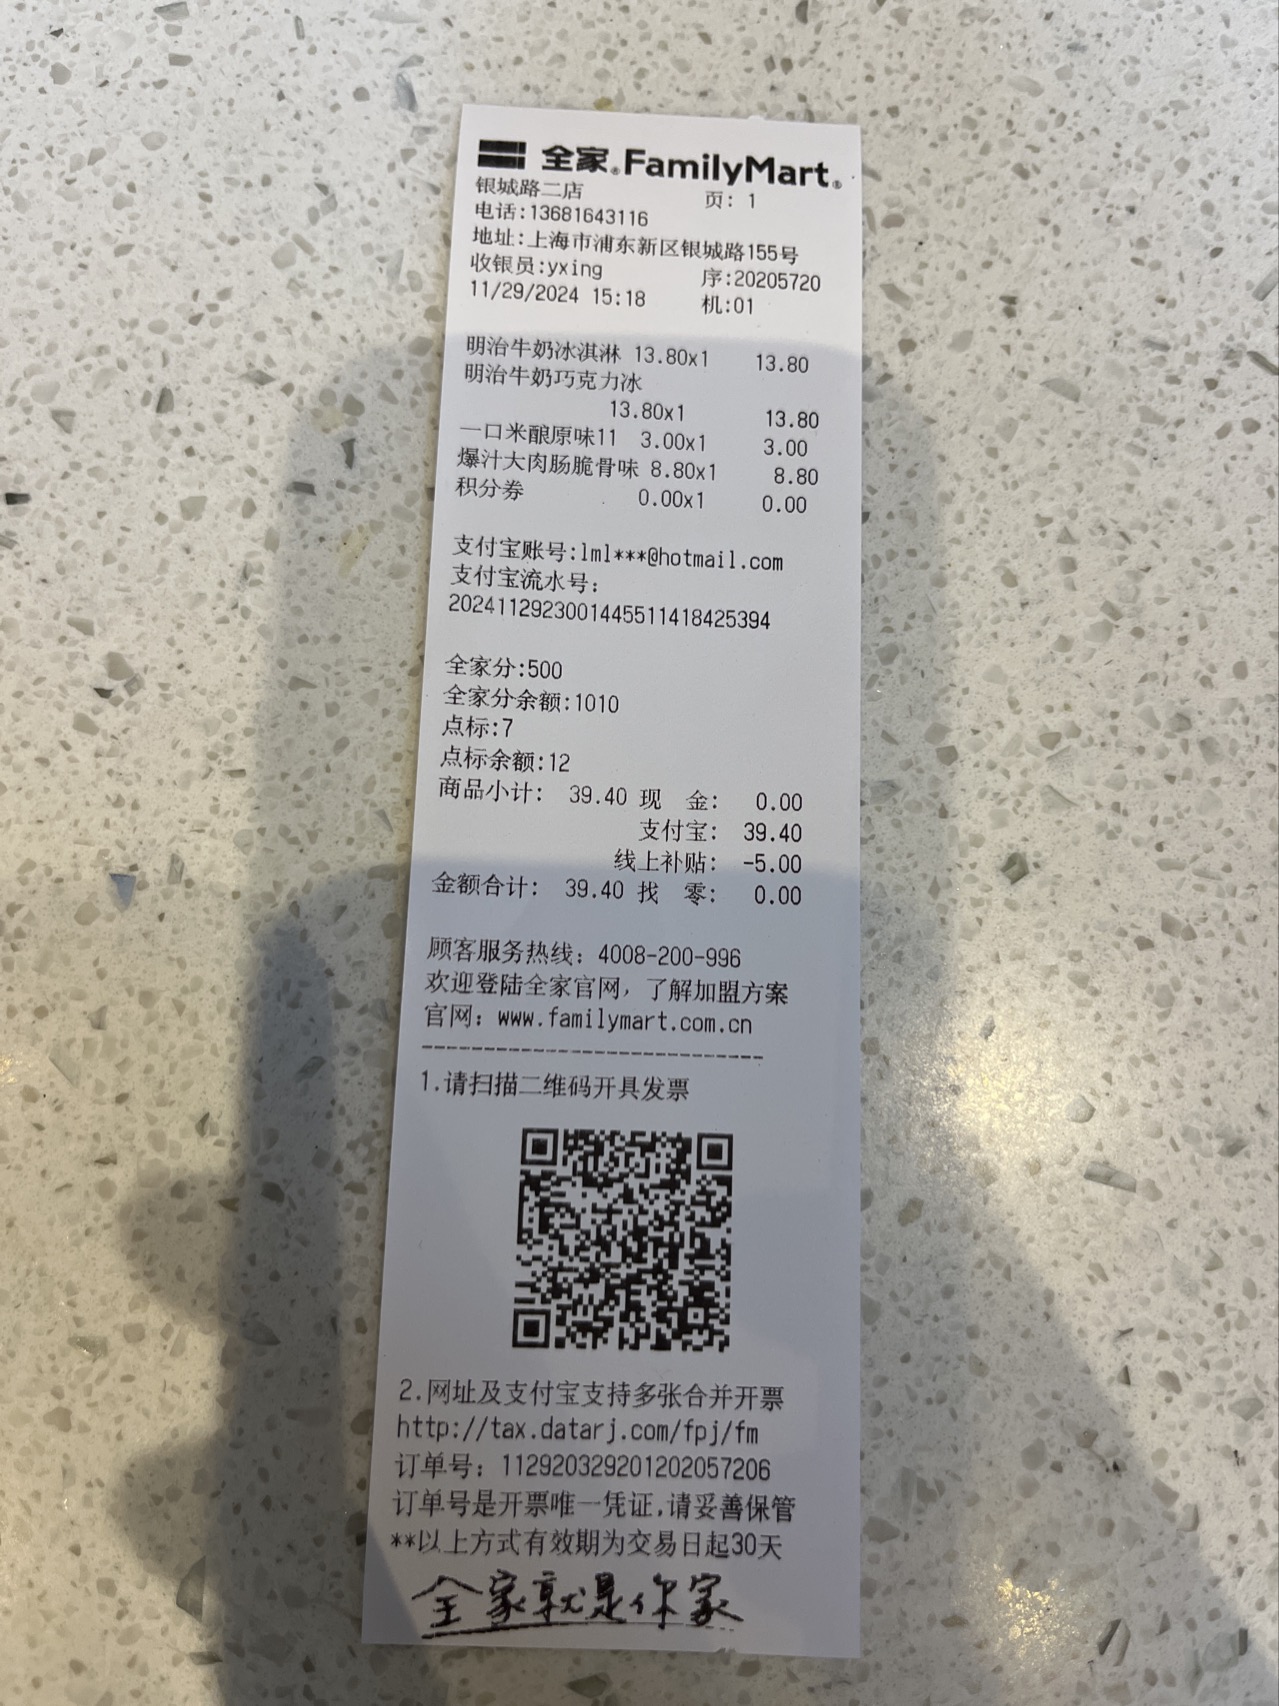 全家®FamilyMart®
银城路二店 页: 1
电话:13681643116
地址:上海市浦东新区银城路155号
收银员:yxing 序:20205720
11/29/2024 15:18 机:01
明治牛奶冰淇淋 13.80x1 13.80
明治牛奶巧克力冰
13.80x1 13.80
一口米酿原味11 3.00x1 3.00
爆汁大肉肠脆骨味 8.80x1 8.80
积分券 0.00x1 0.00
支付宝账号:lml***@hotmail.com
支付宝流水号:
2024112923001445511418425394
全家分:500
全家分余额:1010
点标:7
点标余额:12
商品小计: 39.40 现 金: 0.00
支付宝: 39.40
线上补贴: -5.00
金额合计: 39.40 找 零: 0.00
顾客服务热线: 4008-200-996
欢迎登陆全家官网，了解加盟方案
官网: www.familymart.com.cn
----------------------------
1.请扫描二维码开具发票
2.网址及支付宝支持多张合并开票
http://tax.datarj.com/fpj/fm
订单号: 112920329201202057206
订单号是开票唯一凭证,请妥善保管
**以上方式有效期为交易日起30天
全家就是你家